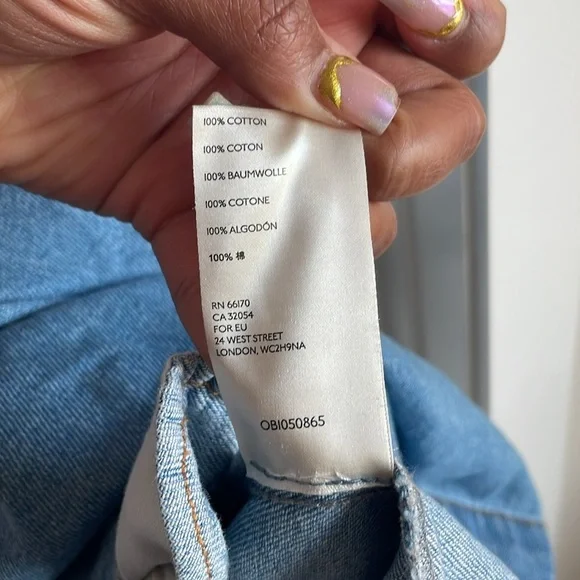 100% COTTON
100% COTON
100% BAUMWOLLE
100% COTONE
100% ALGODÓN
100% 棉
RN 66170
CA 32054
FOR EU
24 WEST STREET
LONDON, WC2H9NA
OBI050865